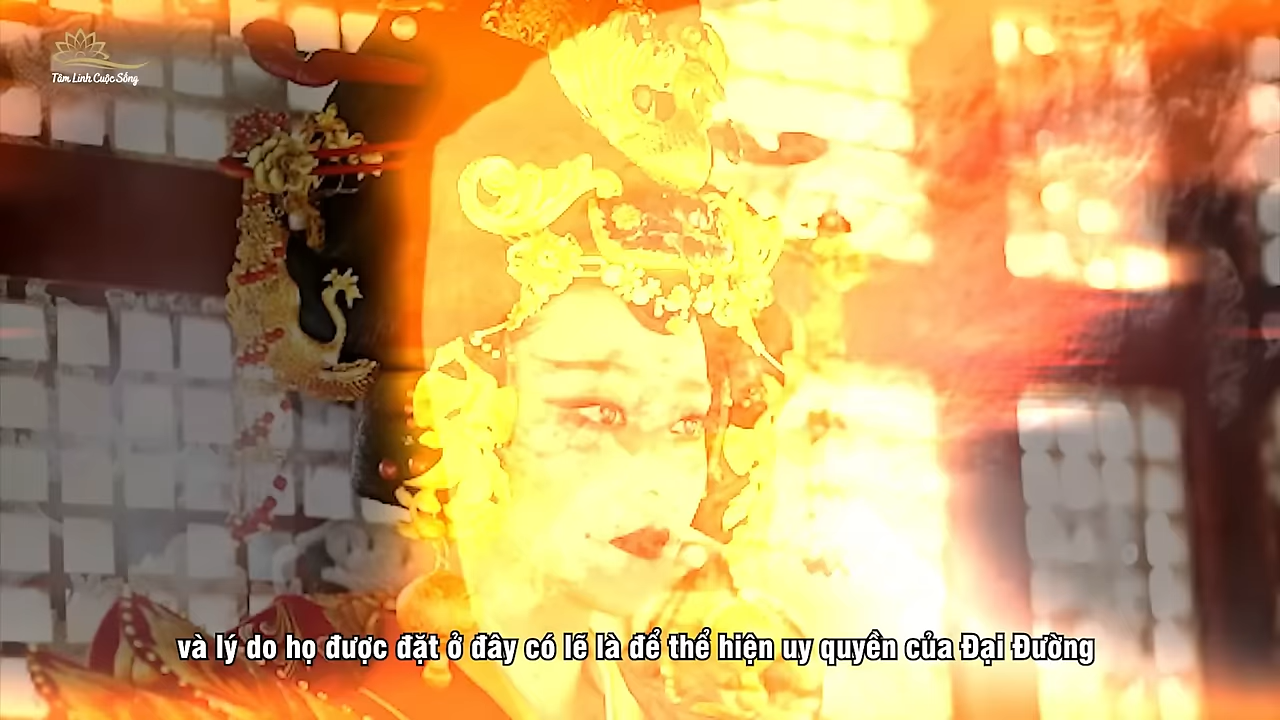 Tâm Linh Cuộc Sống
và lý do họ được đặt ở đây có lẽ là để thể hiện uy quyền của Đại Đường